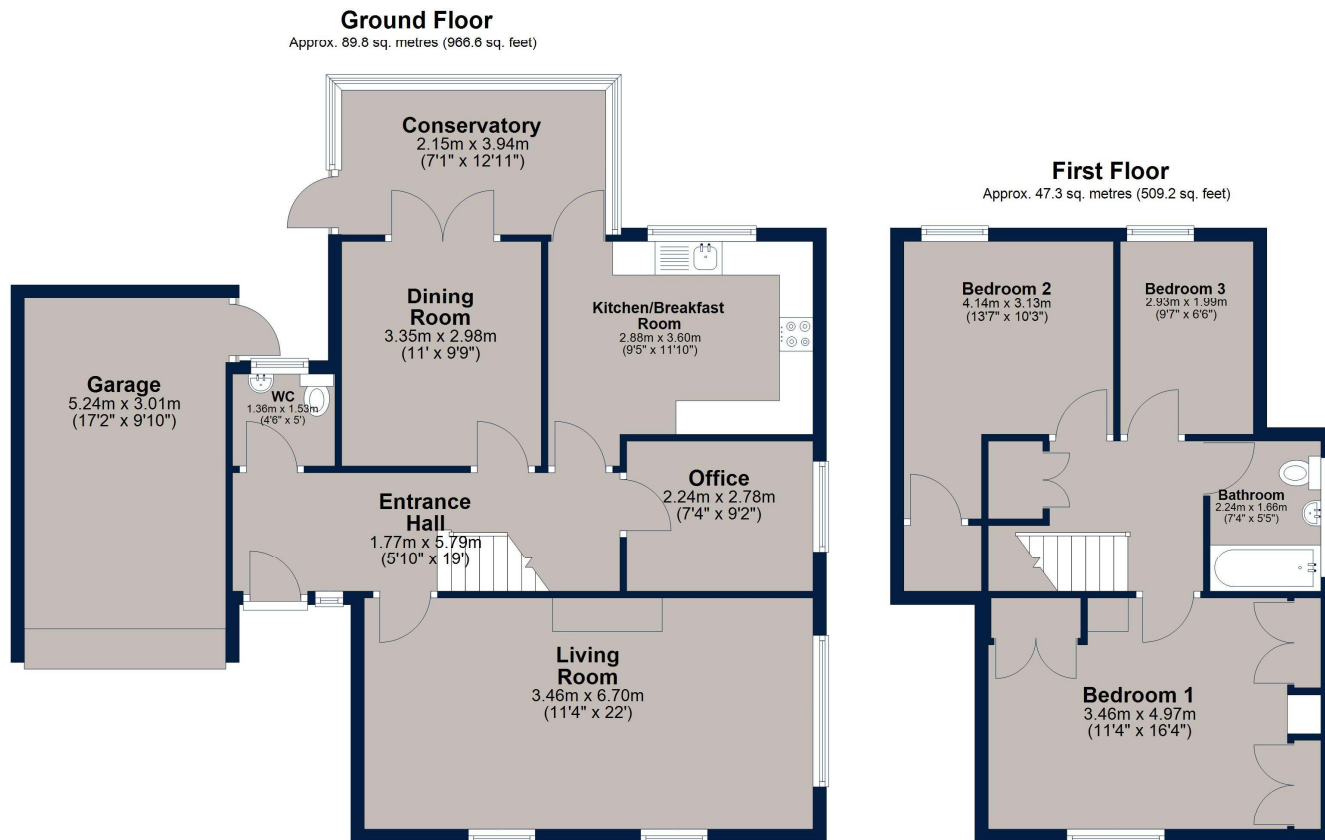 Ground Floor
Approx. 89.8 sq. metres (966.6 sq. feet)
Conservatory
2.15m x 3.94m
(7'1" x 12'11")
First Floor
Approx. 47.3 sq. metres (509.2 sq. feet)
Dining
Room
3.35m x 2.98m
(11' x 9'9")
Kitchen/Breakfast
Room
2.88m x 3.60m
(9'5" x 11'10")
Bedroom 2
4.14m x 3.13m
(13'7" x 10'3")
Bedroom 3
2.93m x 1.99m
(9'7" x 6'6")
Garage
5.24m x 3.01m
(17'2" x 9'10")
WC
1.36m x 1.53m
(4'6" x 5')
Entrance
Hall
1.77m x 5.79m
(5'10" x 19')
Office
2.24m x 2.78m
(7'4" x 9'2")
Bathroom
2.24m x 1.66m
(7'4" x 5'5")
Living
Room
3.46m x 6.70m
(11'4" x 22')
Bedroom 1
3.46m x 4.97m
(11'4" x 16'4")